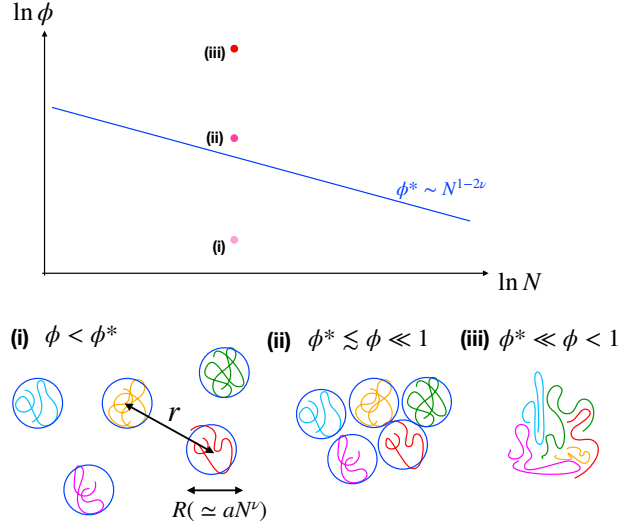 ln ϕ
(iii)
(ii)
ϕ* ∼ N^{1−2ν}
(i)
ln N
(i) ϕ < ϕ*
(ii) ϕ* ≲ ϕ ≪ 1
(iii) ϕ* ≪ ϕ < 1
r
R( ≃ aN^ν)